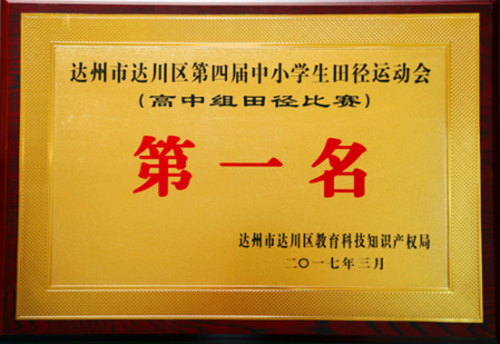 达州市达川区第四届中小学生田径运动会
(高中组田径比赛)
第一名
达州市达川区教育科技知识产权局
二〇一七年三月